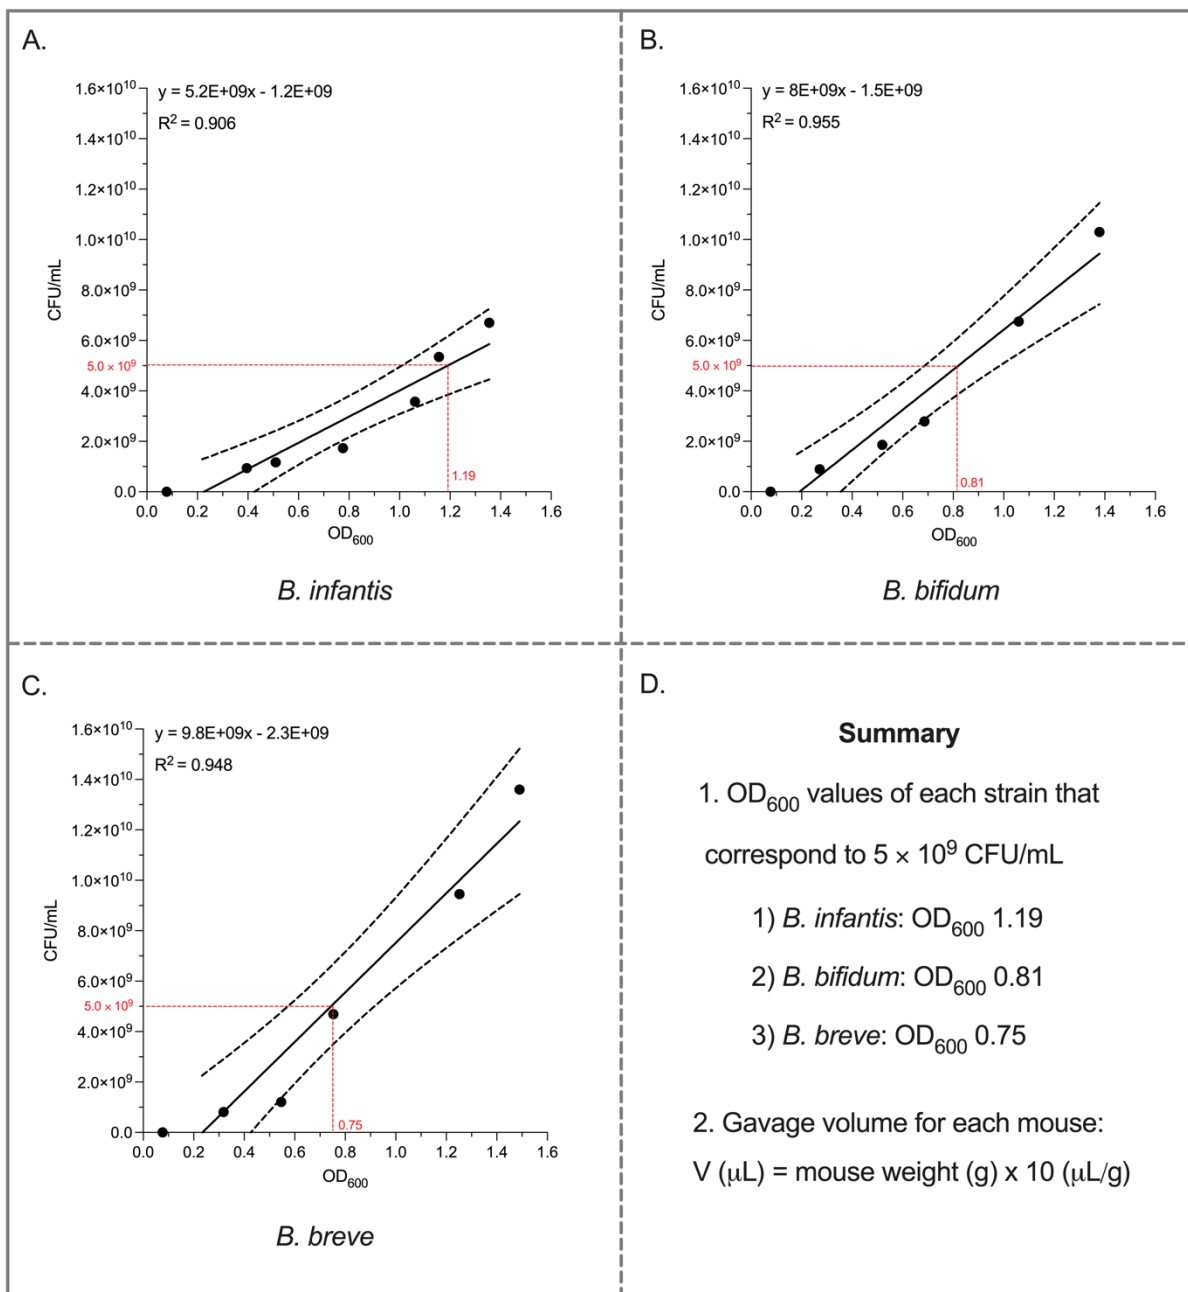 A.
y = 5.2E+09x - 1.2E+09
R² = 0.906
1.6×10¹⁰
1.4×10¹⁰
1.2×10¹⁰
1.0×10¹⁰
8.0×10⁹
6.0×10⁹
5.0 × 10⁹
4.0×10⁹
2.0×10⁹
0.0
CFU/mL
1.19
0.0 0.2 0.4 0.6 0.8 1.0 1.2 1.4 1.6
OD₆₀₀
B. infantis
B.
y = 8E+09x - 1.5E+09
R² = 0.955
1.6×10¹⁰
1.4×10¹⁰
1.2×10¹⁰
1.0×10¹⁰
8.0×10⁹
6.0×10⁹
5.0 × 10⁹
4.0×10⁹
2.0×10⁹
0.0
CFU/mL
0.81
0.0 0.2 0.4 0.6 0.8 1.0 1.2 1.4 1.6
OD₆₀₀
B. bifidum
C.
y = 9.8E+09x - 2.3E+09
R² = 0.948
1.6×10¹⁰
1.4×10¹⁰
1.2×10¹⁰
1.0×10¹⁰
8.0×10⁹
6.0×10⁹
5.0 × 10⁹
4.0×10⁹
2.0×10⁹
0.0
CFU/mL
0.75
0.0 0.2 0.4 0.6 0.8 1.0 1.2 1.4 1.6
OD₆₀₀
B. breve
D.
Summary
1. OD₆₀₀ values of each strain that
correspond to 5 × 10⁹ CFU/mL
1) B. infantis: OD₆₀₀ 1.19
2) B. bifidum: OD₆₀₀ 0.81
3) B. breve: OD₆₀₀ 0.75
2. Gavage volume for each mouse:
V (μL) = mouse weight (g) x 10 (μL/g)